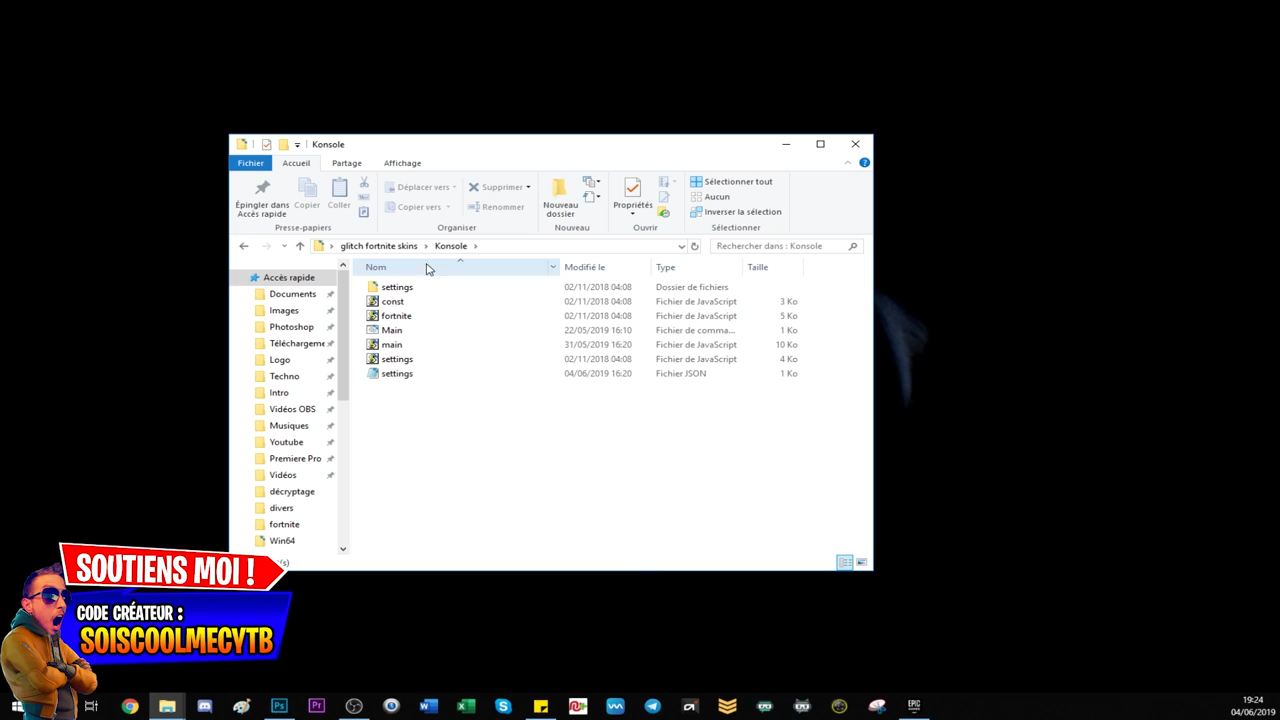 Konsole
Fichier Accueil Partage Affichage
Épingler dans Accès rapide
Copier
Coller
Presse-papiers
Déplacer vers
Copier vers
Supprimer
Renommer
Organiser
Nouveau dossier
Nouveau
Propriétés
Ouvrir
Sélectionner tout
Aucun
Inverser la sélection
Sélectionner
glitch fortnite skins › Konsole ›
Rechercher dans : Konsole
Nom Modifié le Type Taille
settings 02/11/2018 04:08 Dossier de fichiers
const 02/11/2018 04:08 Fichier de JavaScript 3 Ko
fortnite 02/11/2018 04:08 Fichier de JavaScript 5 Ko
Main 22/05/2019 16:10 Fichier de comma... 1 Ko
main 31/05/2019 16:20 Fichier de JavaScript 10 Ko
settings 02/11/2018 04:08 Fichier de JavaScript 4 Ko
settings 04/06/2019 16:20 Fichier JSON 1 Ko
Accès rapide
Documents
Images
Photoshop
Téléchargeme
Logo
Techno
Intro
Vidéos OBS
Musiques
Youtube
Premiere Pro
Vidéos
décryptage
divers
fortnite
Win64
(s)
SOUTIENS MOI !
CODE CRÉATEUR :
SOISCOOLMECYTB
Ps
Pr
EPIC
19:24
04/06/2019